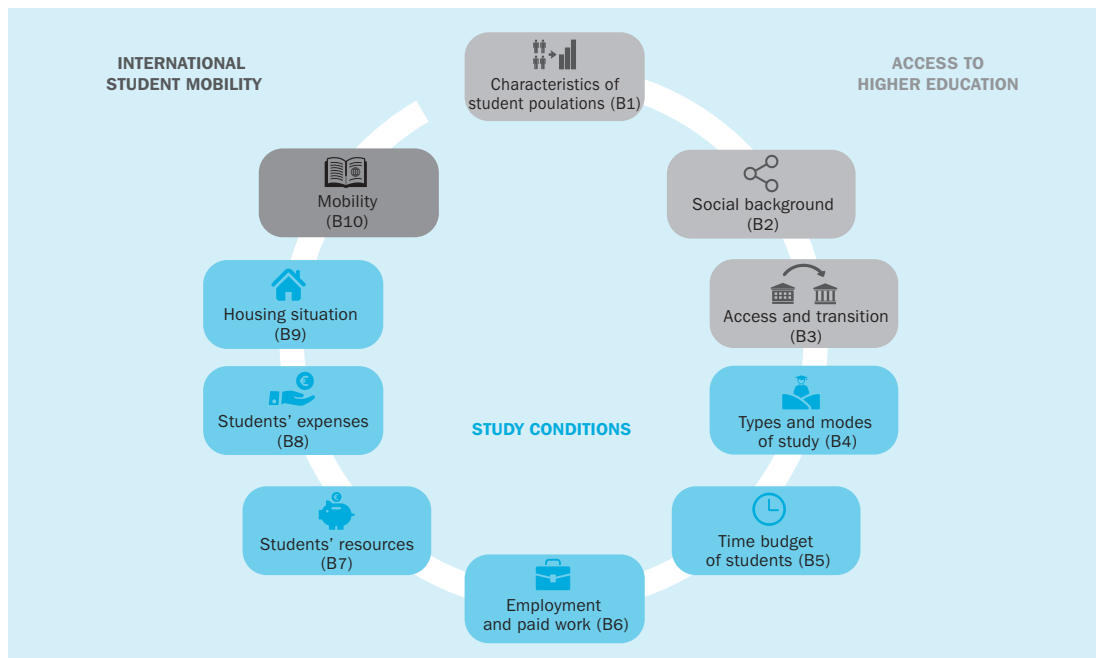 INTERNATIONAL
STUDENT MOBILITY
ACCESS TO
HIGHER EDUCATION
Characteristics of
student poulations (B1)
Social background
(B2)
Access and transition
(B3)
Types and modes
of study (B4)
Time budget
of students (B5)
Employment
and paid work (B6)
Students’ resources
(B7)
Students’ expenses
(B8)
Housing situation
(B9)
Mobility
(B10)
STUDY CONDITIONS